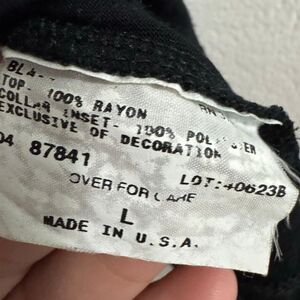 TOP- 100% RAYON
COLLAR INSET- 100% POLYESTER
EXCLUSIVE OF DECORATION
04 87841
LOT: 40623B
OVER FOR CARE
L
MADE IN U.S.A.